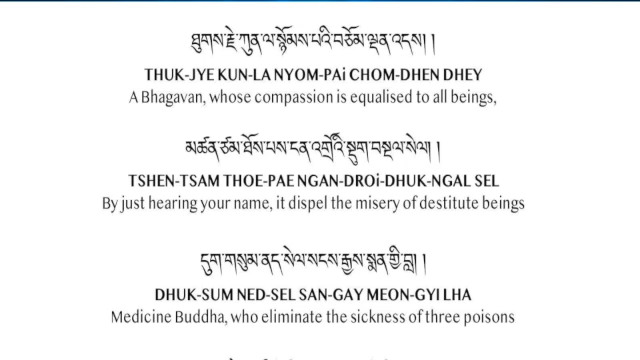 ཐུགས་རྗེ་ཀུན་ལ་སྙོམས་པའི་བཅོམ་ལྡན་འདས། །
THUK-JYE KUN-LA NYOM-PAi CHOM-DHEN DHEY
A Bhagavan, whose compassion is equalised to all beings,
མཚན་ཙམ་ཐོས་པས་ངན་འགྲོའི་སྡུག་བསྔལ་སེལ། །
TSHEN-TSAM THOE-PAE NGAN-DROi-DHUK-NGAL SEL
By just hearing your name, it dispel the misery of destitute beings
དུག་གསུམ་ནད་སེལ་སངས་རྒྱས་སྨན་གྱི་བླ། །
DHUK-SUM NED-SEL SAN-GAY MEON-GYI LHA
Medicine Buddha, who eliminate the sickness of three poisons